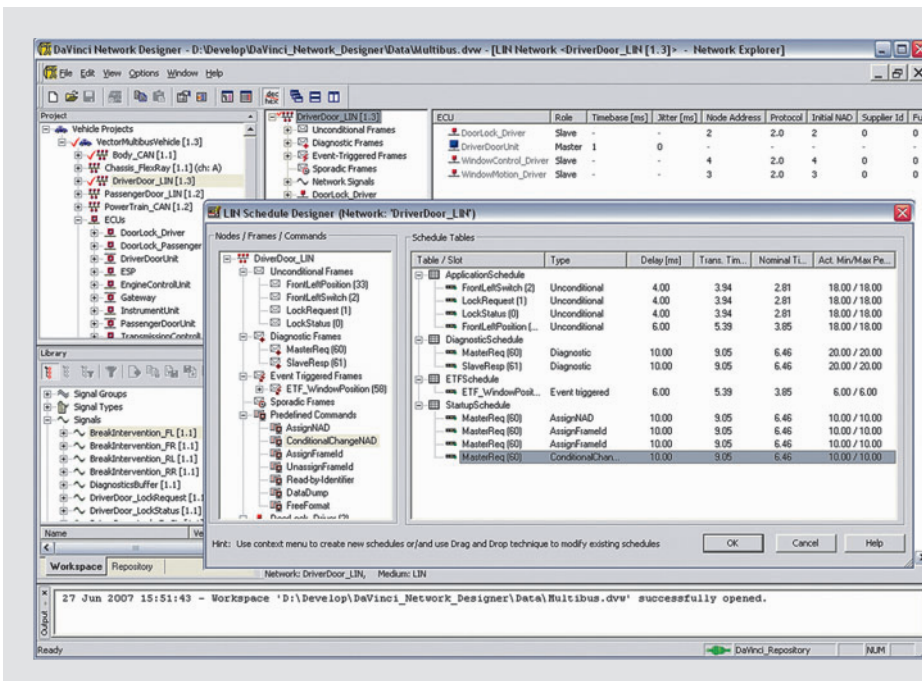 DaVinci Network Designer - D:\Develop\DaVinci_Network_Designer\Data\Multibus.dvw - [LIN Network <DriverDoor_LIN [1.3]> - Network Explorer]
File Edit View Options Window Help
Project
Vehicle Projects
VectorMultibusVehicle [1.3]
Body_CAN [1.1]
Chassis_FlexRay [1.1] (ch: A)
DriverDoor_LIN [1.3]
PassengerDoor_LIN [1.2]
PowerTrain_CAN [1.2]
ECUs
DoorLock_Driver
DoorLock_Passenger
DriverDoorUnit
ESP
EngineControlUnit
Gateway
InstrumentUnit
PassengerDoorUnit
TransmissionControl
DriverDoor_LIN [1.3]
Unconditional Frames
Diagnostic Frames
Event-Triggered Frames
Sporadic Frames
Network Signals
DoorLock_Driver
ECU Role Timebase [ms] Jitter [ms] Node Address Protocol Initial NAD Supplier Id Fu
DoorLock_Driver Slave - - 2 2.0 2 0 0
DriverDoorUnit Master 1 0 - - - - -
WindowControl_Driver Slave - - 4 2.0 4 0 0
WindowMotion_Driver Slave - - 3 2.0 3 0 0
LIN Schedule Designer (Network: 'DriverDoor_LIN')
Nodes / Frames / Commands
DriverDoor_LIN
Unconditional Frames
FrontLeftPosition (33)
FrontLeftSwitch (2)
LockRequest (1)
LockStatus (0)
Diagnostic Frames
MasterReq (60)
SlaveResp (61)
Event Triggered Frames
ETF_WindowPosition (58)
Sporadic Frames
Predefined Commands
AssignNAD
ConditionalChangeNAD
AssignFrameId
UnassignFrameId
Read-by-Identifier
DataDump
FreeFormat
DoorLock_Driver (2)
Schedule Tables
Table / Slot Type Delay [ms] Trans. Tim... Nominal Ti... Act. Min/Max Pe...
ApplicationSchedule
FrontLeftSwitch (2) Unconditional 4.00 3.94 2.81 18.00 / 18.00
LockRequest (1) Unconditional 4.00 3.94 2.81 18.00 / 18.00
LockStatus (0) Unconditional 4.00 3.94 2.81 18.00 / 18.00
FrontLeftPosition (... Unconditional 6.00 5.39 3.85 18.00 / 18.00
DiagnosticSchedule
MasterReq (60) Diagnostic 10.00 9.05 6.46 20.00 / 20.00
SlaveResp (61) Diagnostic 10.00 9.05 6.46 20.00 / 20.00
ETFSchedule
ETF_WindowPosit... Event triggered 6.00 5.39 3.85 6.00 / 6.00
StartupSchedule
MasterReq (60) AssignNAD 10.00 9.05 6.46 10.00 / 10.00
MasterReq (60) AssignFrameId 10.00 9.05 6.46 10.00 / 10.00
MasterReq (60) AssignFrameId 10.00 9.05 6.46 10.00 / 10.00
MasterReq (60) ConditionalChan... 10.00 9.05 6.46 10.00 / 10.00
Hint: Use context menu to create new schedules or/and use Drag and Drop technique to modify existing schedules
OK Cancel Help
Library
Signal Groups
Signal Types
Signals
BreakIntervention_FL [1.1]
BreakIntervention_FR [1.1]
BreakIntervention_RL [1.1]
BreakIntervention_RR [1.1]
DiagnosticsBuffer [1.1]
DriverDoor_LockRequest [1.
DriverDoor_LockStatus [1.1]
Name Ve
Workspace Repository
Network: DriverDoor_LIN, Medium: LIN
27 Jun 2007 15:51:43 - Workspace 'D:\Develop\DaVinci_Network_Designer\Data\Multibus.dvw' successfully opened.
Output
Ready DaVinci_Repository NUM